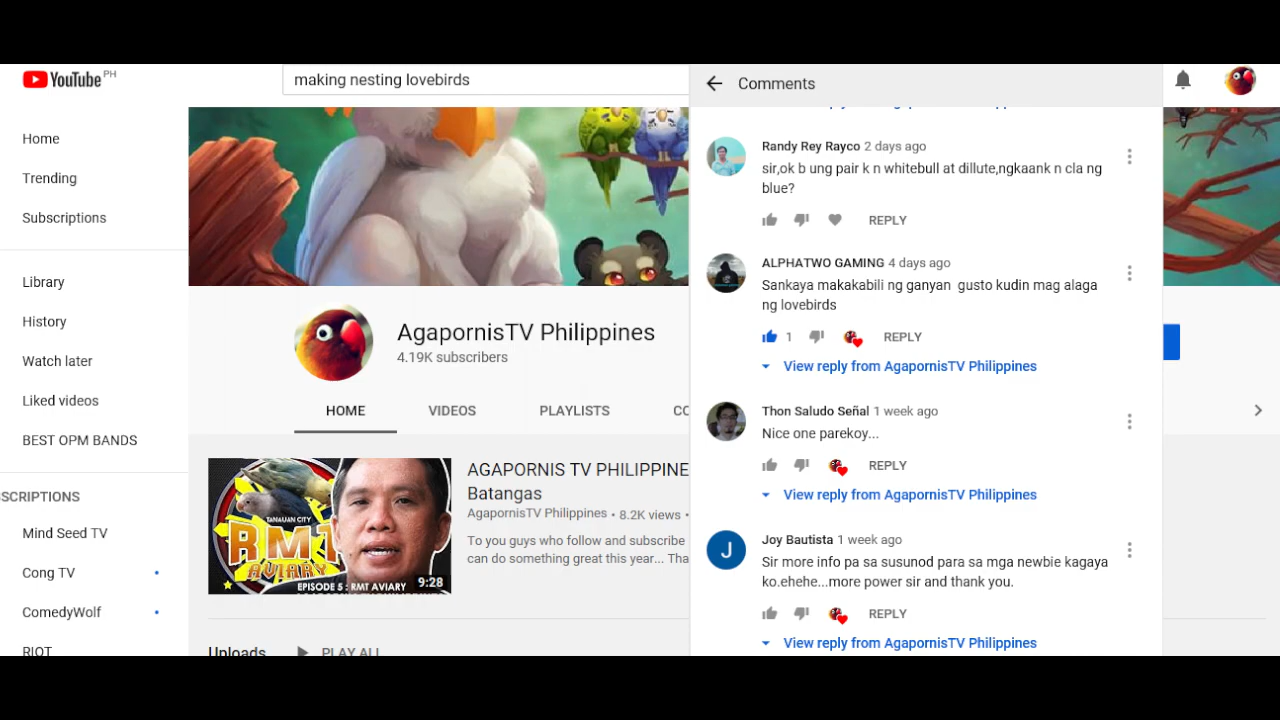 YouTube PH
making nesting lovebirds
Home
Trending
Subscriptions
Library
History
Watch later
Liked videos
BEST OPM BANDS
SCRIPTIONS
Mind Seed TV
Cong TV
ComedyWolf
RIOT
AgapornisTV Philippines
4.19K subscribers
HOME VIDEOS PLAYLISTS CO
TANAUAN CITY
RMT
AVIARY
EPISODE 5 : RMT AVIARY
9:28
AGAPORNIS TV PHILIPPINE
Batangas
AgapornisTV Philippines • 8.2K views •
To you guys who follow and subscribe
can do something great this year... Tha
Uploads PLAY ALL
Comments
Randy Rey Rayco 2 days ago
sir,ok b ung pair k n whitebull at dillute,ngkaank n cla ng
blue?
REPLY
ALPHATWO GAMING 4 days ago
Sankaya makakabili ng ganyan gusto kudin mag alaga
ng lovebirds
1 REPLY
View reply from AgapornisTV Philippines
Thon Saludo Señal 1 week ago
Nice one parekoy...
REPLY
View reply from AgapornisTV Philippines
J
Joy Bautista 1 week ago
Sir more info pa sa susunod para sa mga newbie kagaya
ko.ehehe...more power sir and thank you.
REPLY
View reply from AgapornisTV Philippines